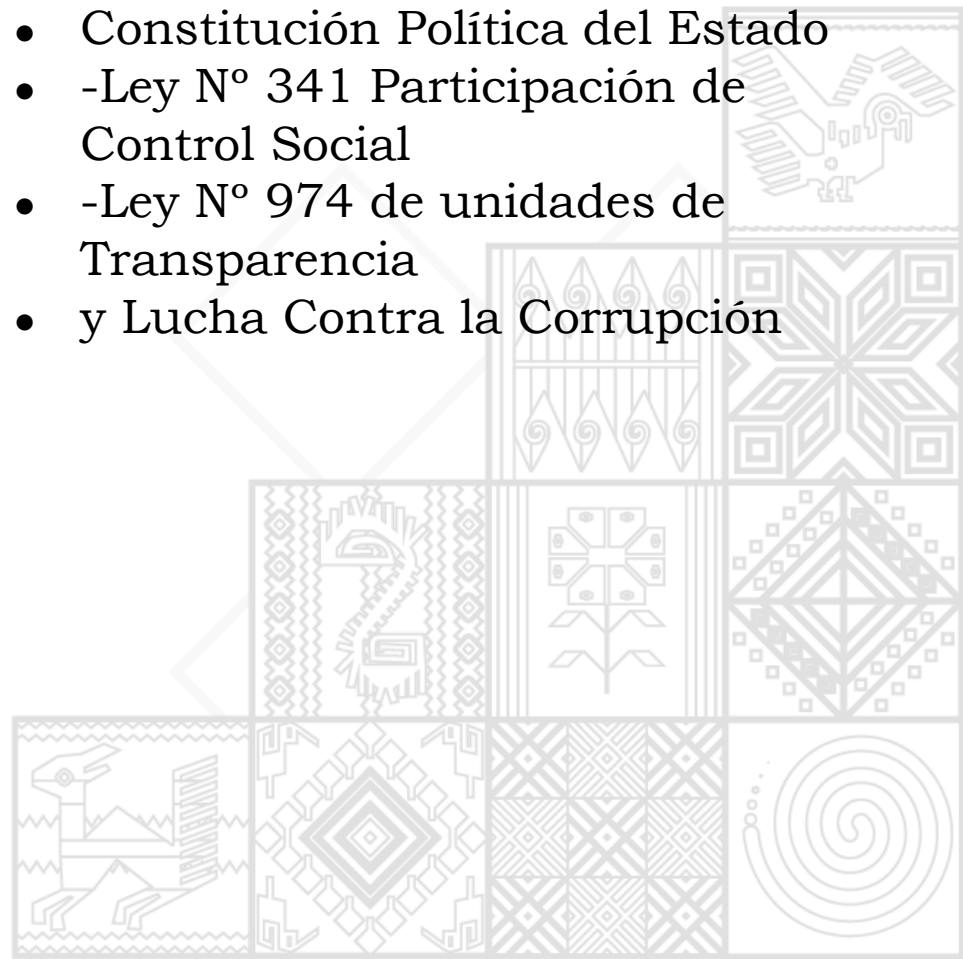 • Constitución Política del Estado
• -Ley Nº 341 Participación de
Control Social
• -Ley Nº 974 de unidades de
Transparencia
• y Lucha Contra la Corrupción